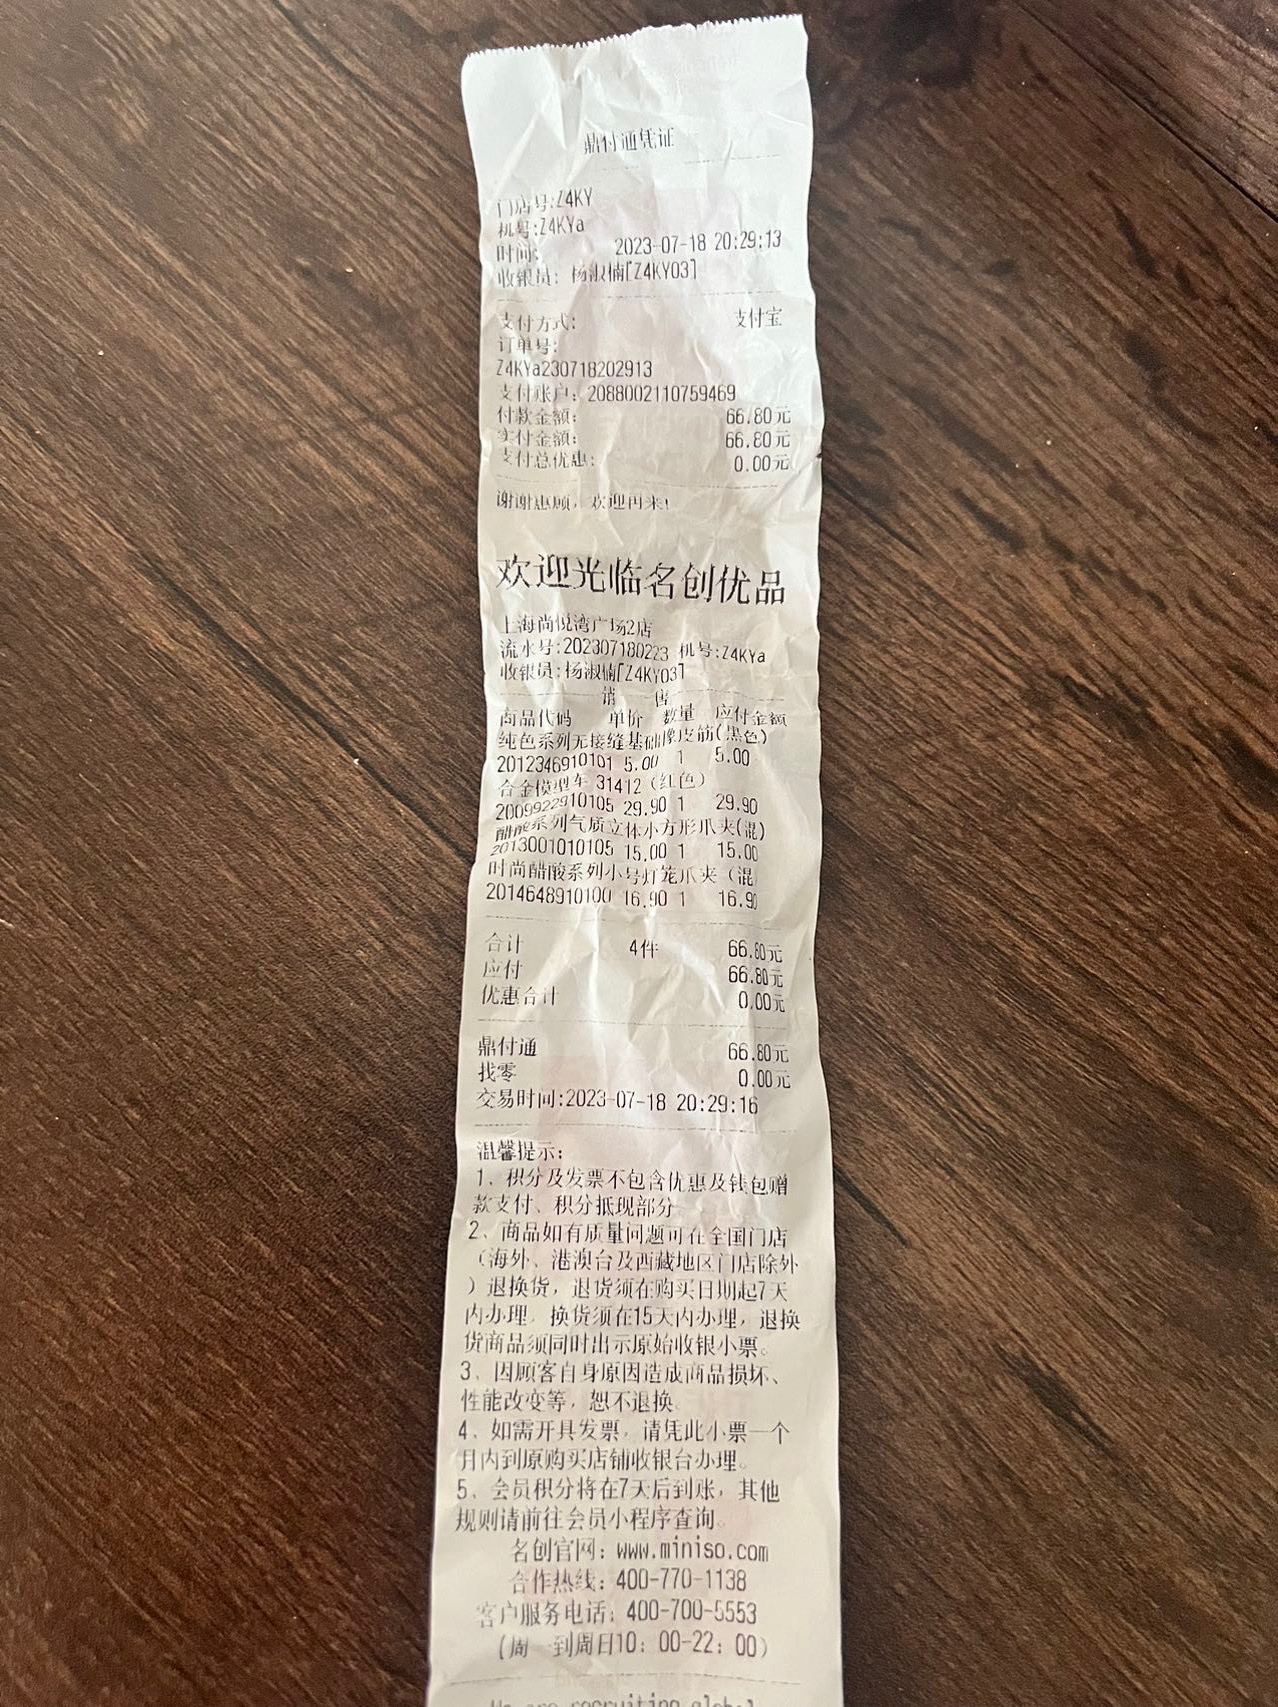 鼎付通凭证
门店号:Z4KY
机号:Z4KYa
时间: 2023-07-18 20:29:13
收银员: 杨淑楠[Z4KY03]
支付方式: 支付宝
订单号:
Z4KYa230718202913
支付账户: 2088002110759469
付款金额: 66.80元
实付金额: 66.80元
支付总优惠: 0.00元
谢谢惠顾，欢迎再来!
欢迎光临名创优品
上海尚悦湾广场2店
流水号:202307180223 机号:Z4KYa
收银员:杨淑楠[Z4KY03]
销 售
商品代码 单价 数量 应付金额
纯色系列无接缝基础橡皮筋(黑色)
2012346910101 5.00 1 5.00
合金模型车 31412（红色）
2009922910105 29.90 1 29.90
醋酸系列气质立体小方形爪夹(混)
2013001010105 15.00 1 15.00
时尚醋酸系列小号灯笼爪夹（混
2014648910100 16.90 1 16.90
合计 4件 66.80元
应付 66.80元
优惠合计 0.00元
鼎付通 66.80元
找零 0.00元
交易时间:2023-07-18 20:29:16
温馨提示:
1、积分及发票不包含优惠及钱包赠
款支付、积分抵现部分。
2、商品如有质量问题可在全国门店
（海外、港澳台及西藏地区门店除外
）退换货，退货须在购买日期起7天
内办理，换货须在15天内办理，退换
货商品须同时出示原始收银小票。
3、因顾客自身原因造成商品损坏、
性能改变等，恕不退换。
4、如需开具发票，请凭此小票一个
月内到原购买店铺收银台办理。
5、会员积分将在7天后到账，其他
规则请前往会员小程序查询。
名创官网: www.miniso.com
合作热线: 400-770-1138
客户服务电话: 400-700-5553
(周一到周日10: 00-22: 00)
We are recruiting global